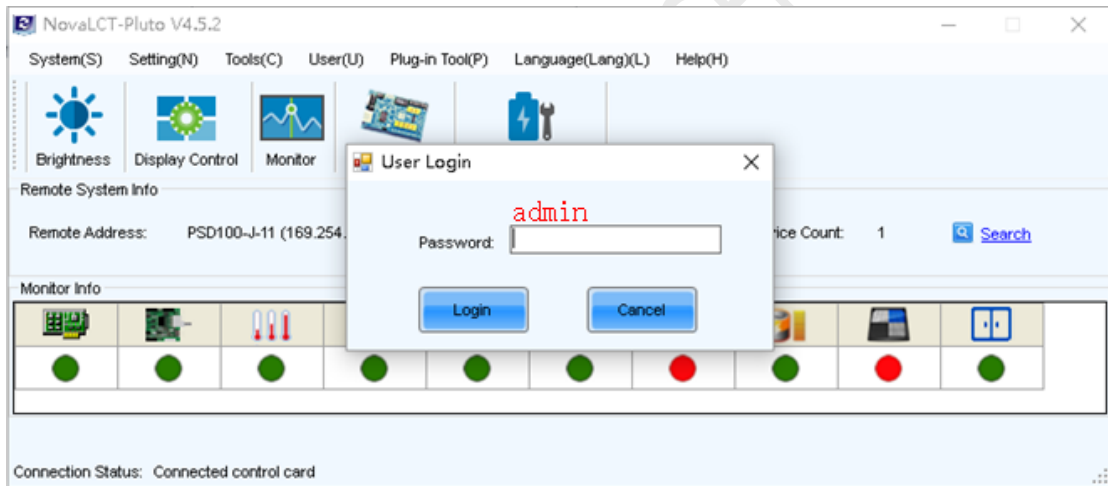 NovaLCT-Pluto V4.5.2
System(S) Setting(N) Tools(C) User(U) Plug-in Tool(P) Language(Lang)(L) Help(H)
Brightness Display Control Monitor
User Login
Remote System Info
admin
Remote Address: PSD100-J-11 (169.254.
Password:
Count: 1 Search
Monitor Info
Login Cancel
Connection Status: Connected control card